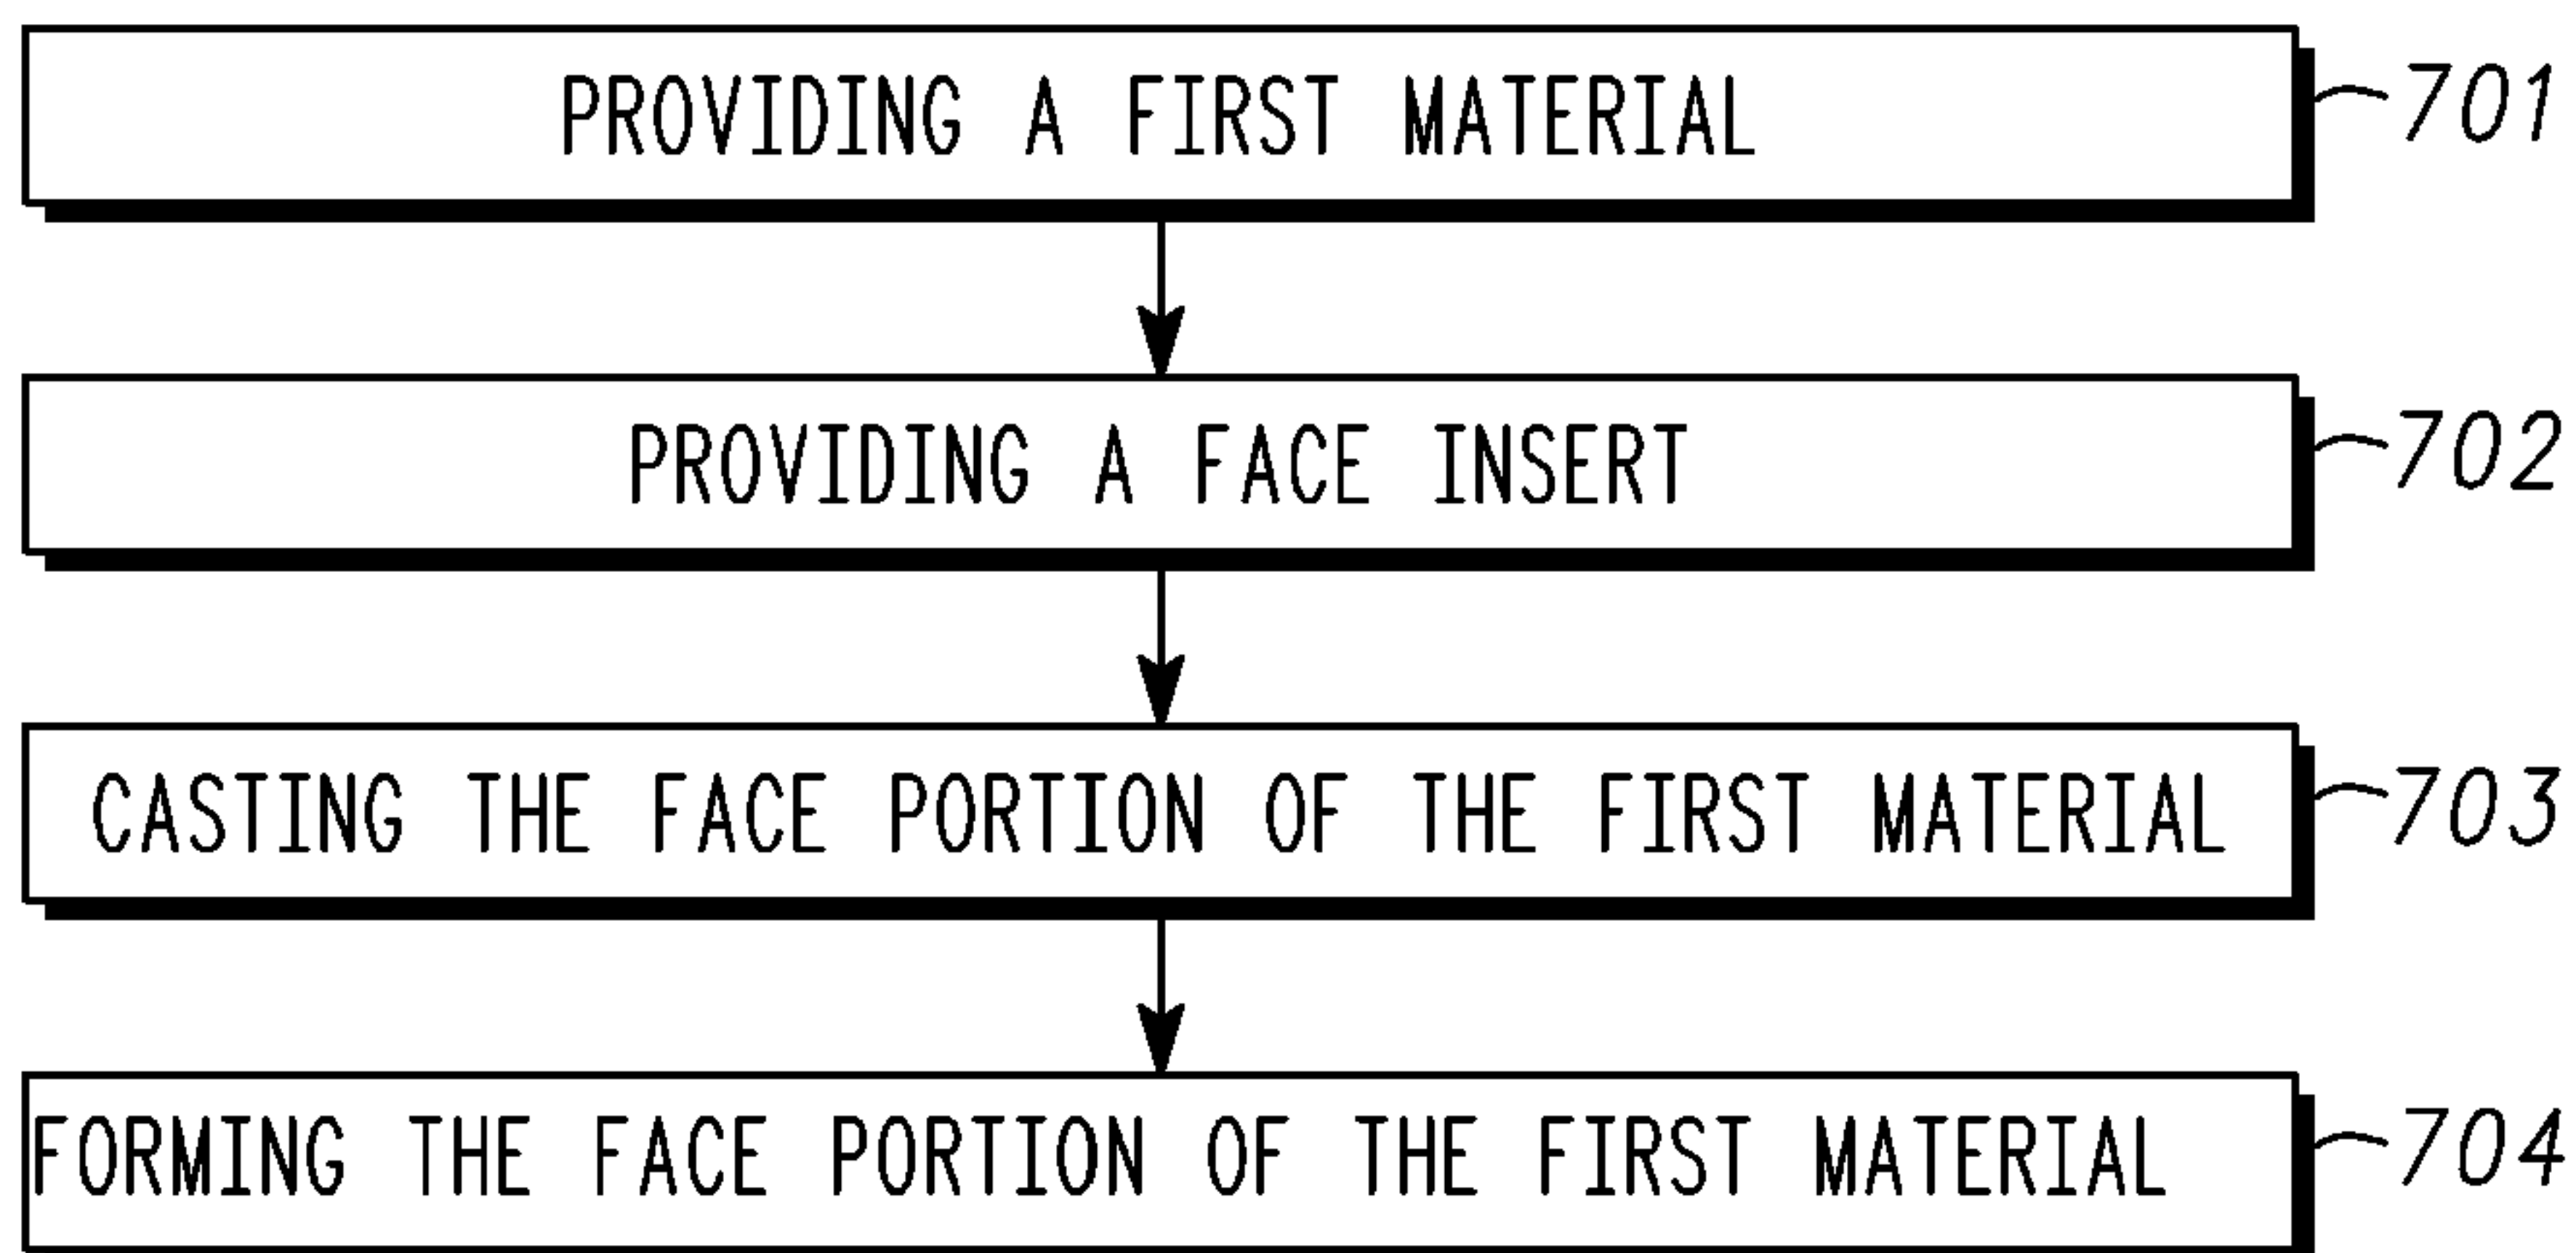 PROVIDING A FIRST MATERIAL 701
PROVIDING A FACE INSERT 702
CASTING THE FACE PORTION OF THE FIRST MATERIAL 703
FORMING THE FACE PORTION OF THE FIRST MATERIAL 704